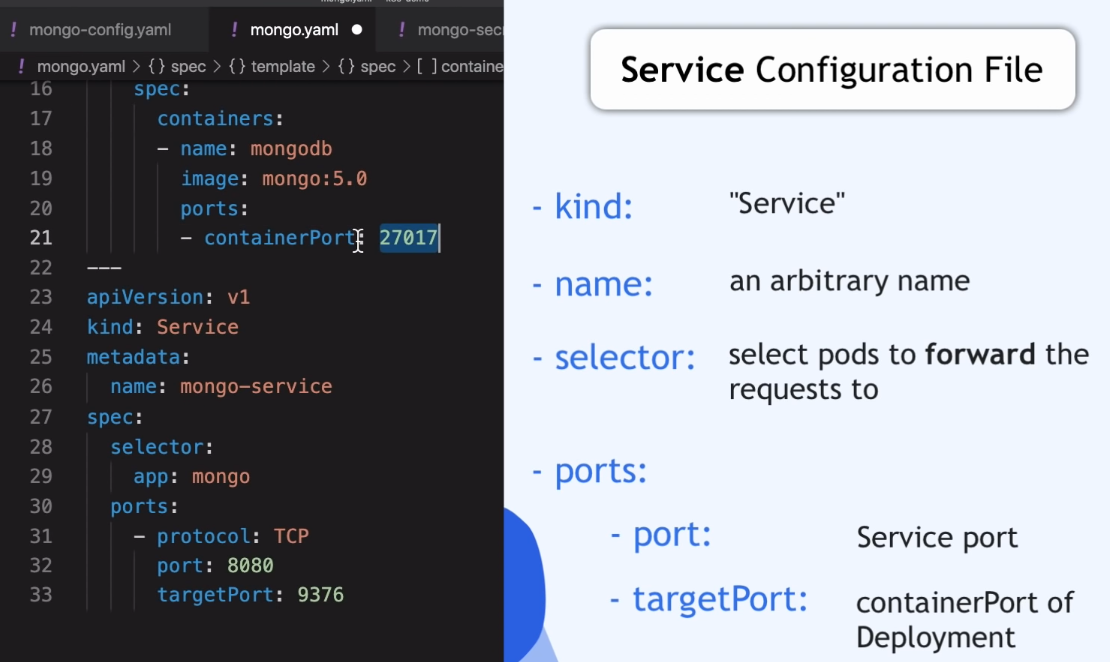 mongo-config.yaml
mongo.yaml
mongo-sec
mongo.yaml > {} spec > {} template > {} spec > [ ] containe
16 spec:
17 containers:
18 - name: mongodb
19 image: mongo:5.0
20 ports:
21 - containerPort: 27017
22 ---
23 apiVersion: v1
24 kind: Service
25 metadata:
26 name: mongo-service
27 spec:
28 selector:
29 app: mongo
30 ports:
31 - protocol: TCP
32 port: 8080
33 targetPort: 9376
Service Configuration File
- kind: "Service"
- name: an arbitrary name
- selector: select pods to forward the
requests to
- ports:
- port: Service port
- targetPort: containerPort of
Deployment